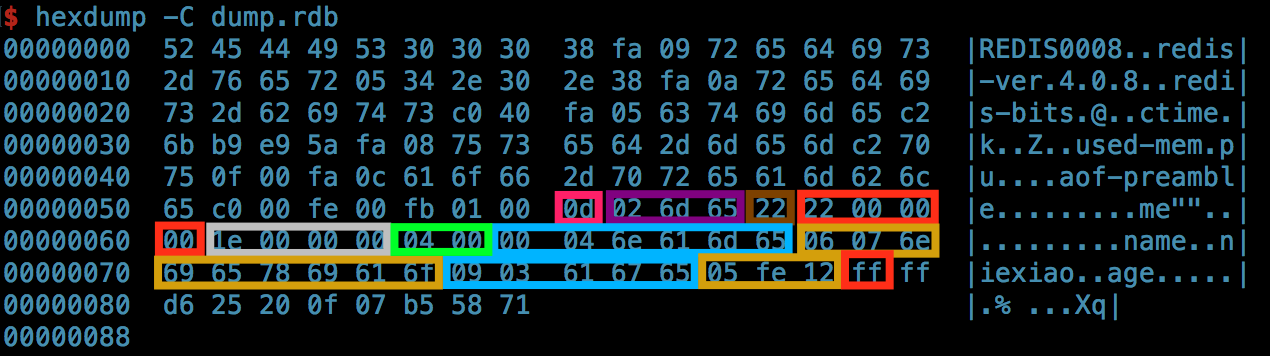 $ hexdump -C dump.rdb
00000000  52 45 44 49 53 30 30 30  38 fa 09 72 65 64 69 73  |REDIS0008..redis|
00000010  2d 76 65 72 05 34 2e 30  2e 38 fa 0a 72 65 64 69  |-ver.4.0.8..redi|
00000020  73 2d 62 69 74 73 c0 40  fa 05 63 74 69 6d 65 c2  |s-bits.@..ctime.|
00000030  6b b9 e9 5a fa 08 75 73  65 64 2d 6d 65 6d c2 70  |k..Z..used-mem.p|
00000040  75 0f 00 fa 0c 61 6f 66  2d 70 72 65 61 6d 62 6c  |u....aof-preambl|
00000050  65 c0 00 fe 00 fb 01 00  0d 02 6d 65 22 22 00 00  |e.........me""..|
00000060  00 1e 00 00 00 04 00 00  04 6e 61 6d 65 06 07 6e  |.........name..n|
00000070  69 65 78 69 61 6f 09 03  61 67 65 05 fe 12 ff ff  |iexiao..age.....|
00000080  d6 25 20 0f 07 b5 58 71                           |.% ...Xq|
00000088